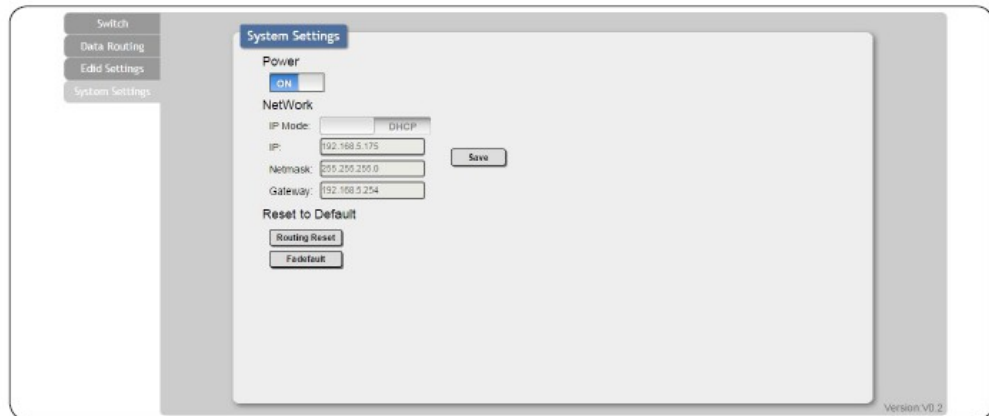 Switch
Data Routing
Edid Settings
System Settings
System Settings
Power
ON
NetWork
IP Mode: DHCP
IP: 192.168.5.175
Netmask: 255.255.255.0
Gateway: 192.168.5.254
Save
Reset to Default
Routing Reset
Fadefault
Version:V0.2